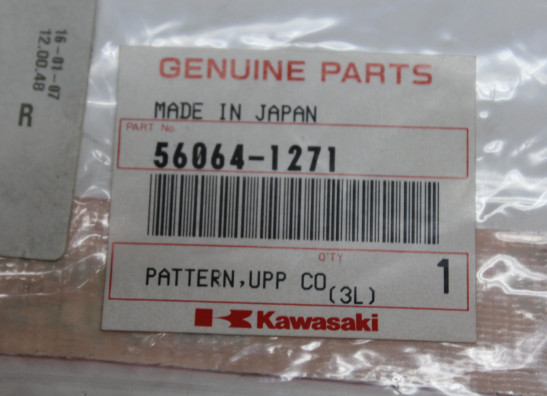 16-01-07
12.00.48
R
GENUINE PARTS
MADE IN JAPAN
PART No.
56064-1271
Q'TY
PATTERN,UPP CO (3L) 1
Kawasaki